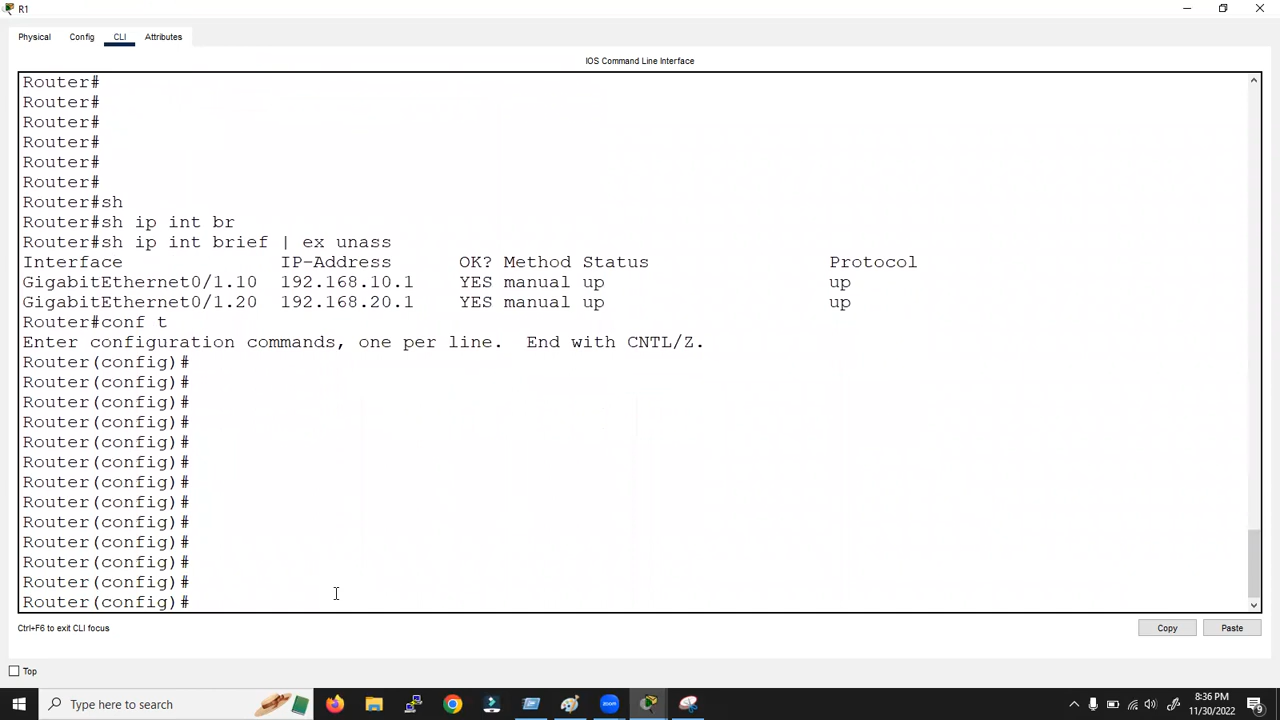 R1
Physical Config CLI Attributes
IOS Command Line Interface
Router#
Router#
Router#
Router#
Router#
Router#
Router#sh
Router#sh ip int br
Router#sh ip int brief | ex unass
Interface IP-Address OK? Method Status Protocol
GigabitEthernet0/1.10 192.168.10.1 YES manual up up
GigabitEthernet0/1.20 192.168.20.1 YES manual up up
Router#conf t
Enter configuration commands, one per line. End with CNTL/Z.
Router(config)#
Router(config)#
Router(config)#
Router(config)#
Router(config)#
Router(config)#
Router(config)#
Router(config)#
Router(config)#
Router(config)#
Router(config)#
Router(config)#
Router(config)#
Ctrl+F6 to exit CLI focus
Copy Paste
Top
Type here to search
zoom
8:36 PM
11/30/2022
9